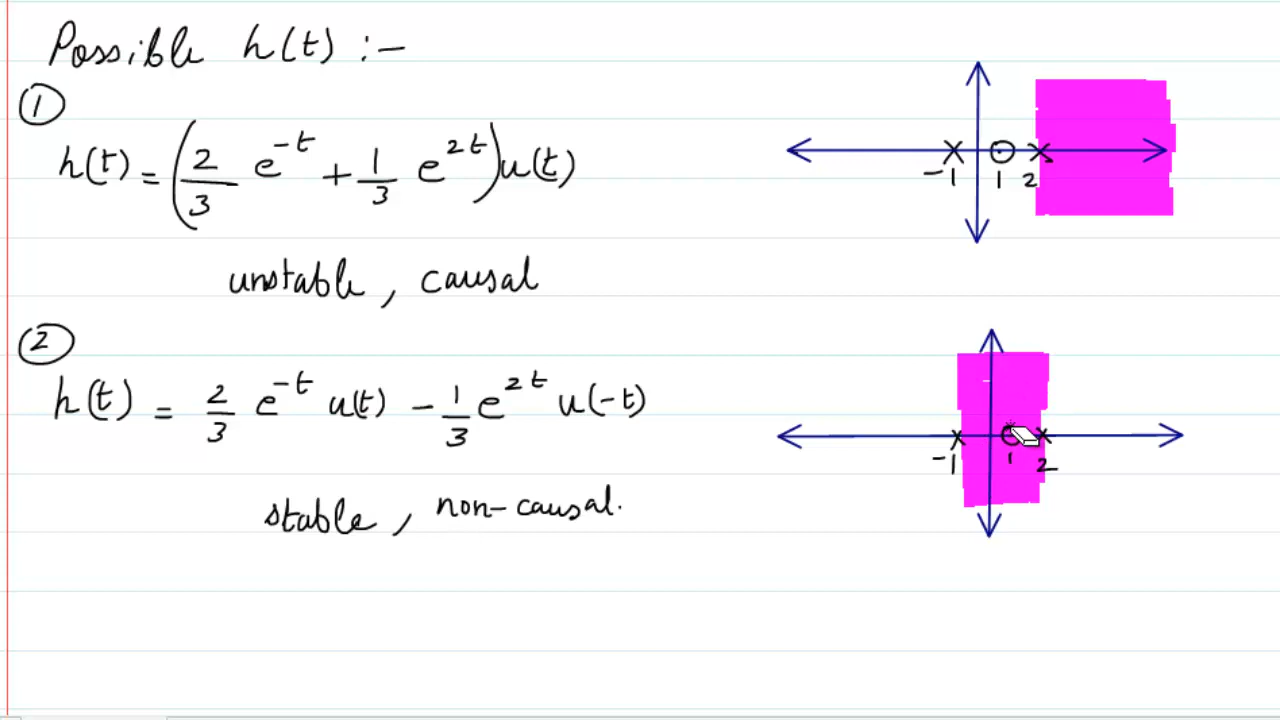 Possible h(t) :-
①
h(t) = (2/3 e^{-t} + 1/3 e^{2t}) u(t)
-1 1 2
unstable, causal
②
h(t) = 2/3 e^{-t} u(t) - 1/3 e^{2t} u(-t)
-1 1 2
stable, non-causal.